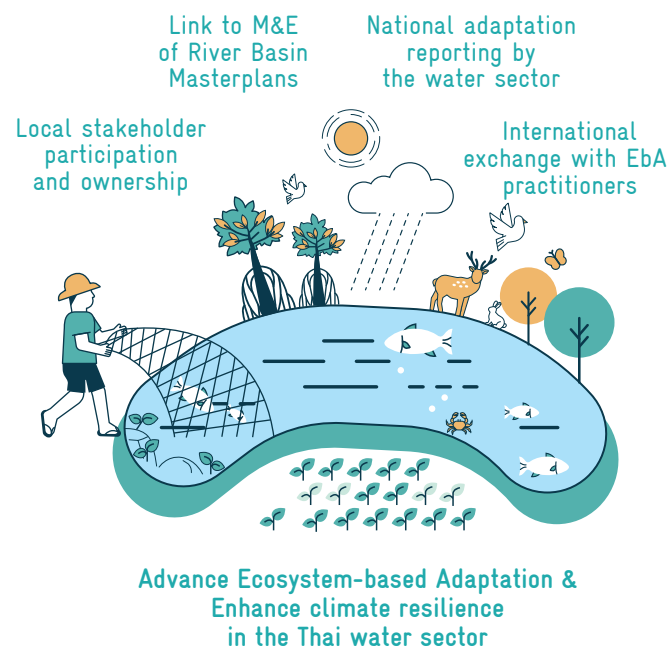 Link to M&E
of River Basin
Masterplans
National adaptation
reporting by
the water sector
Local stakeholder
participation
and ownership
International
exchange with EbA
practitioners
Advance Ecosystem-based Adaptation &
Enhance climate resilience
in the Thai water sector